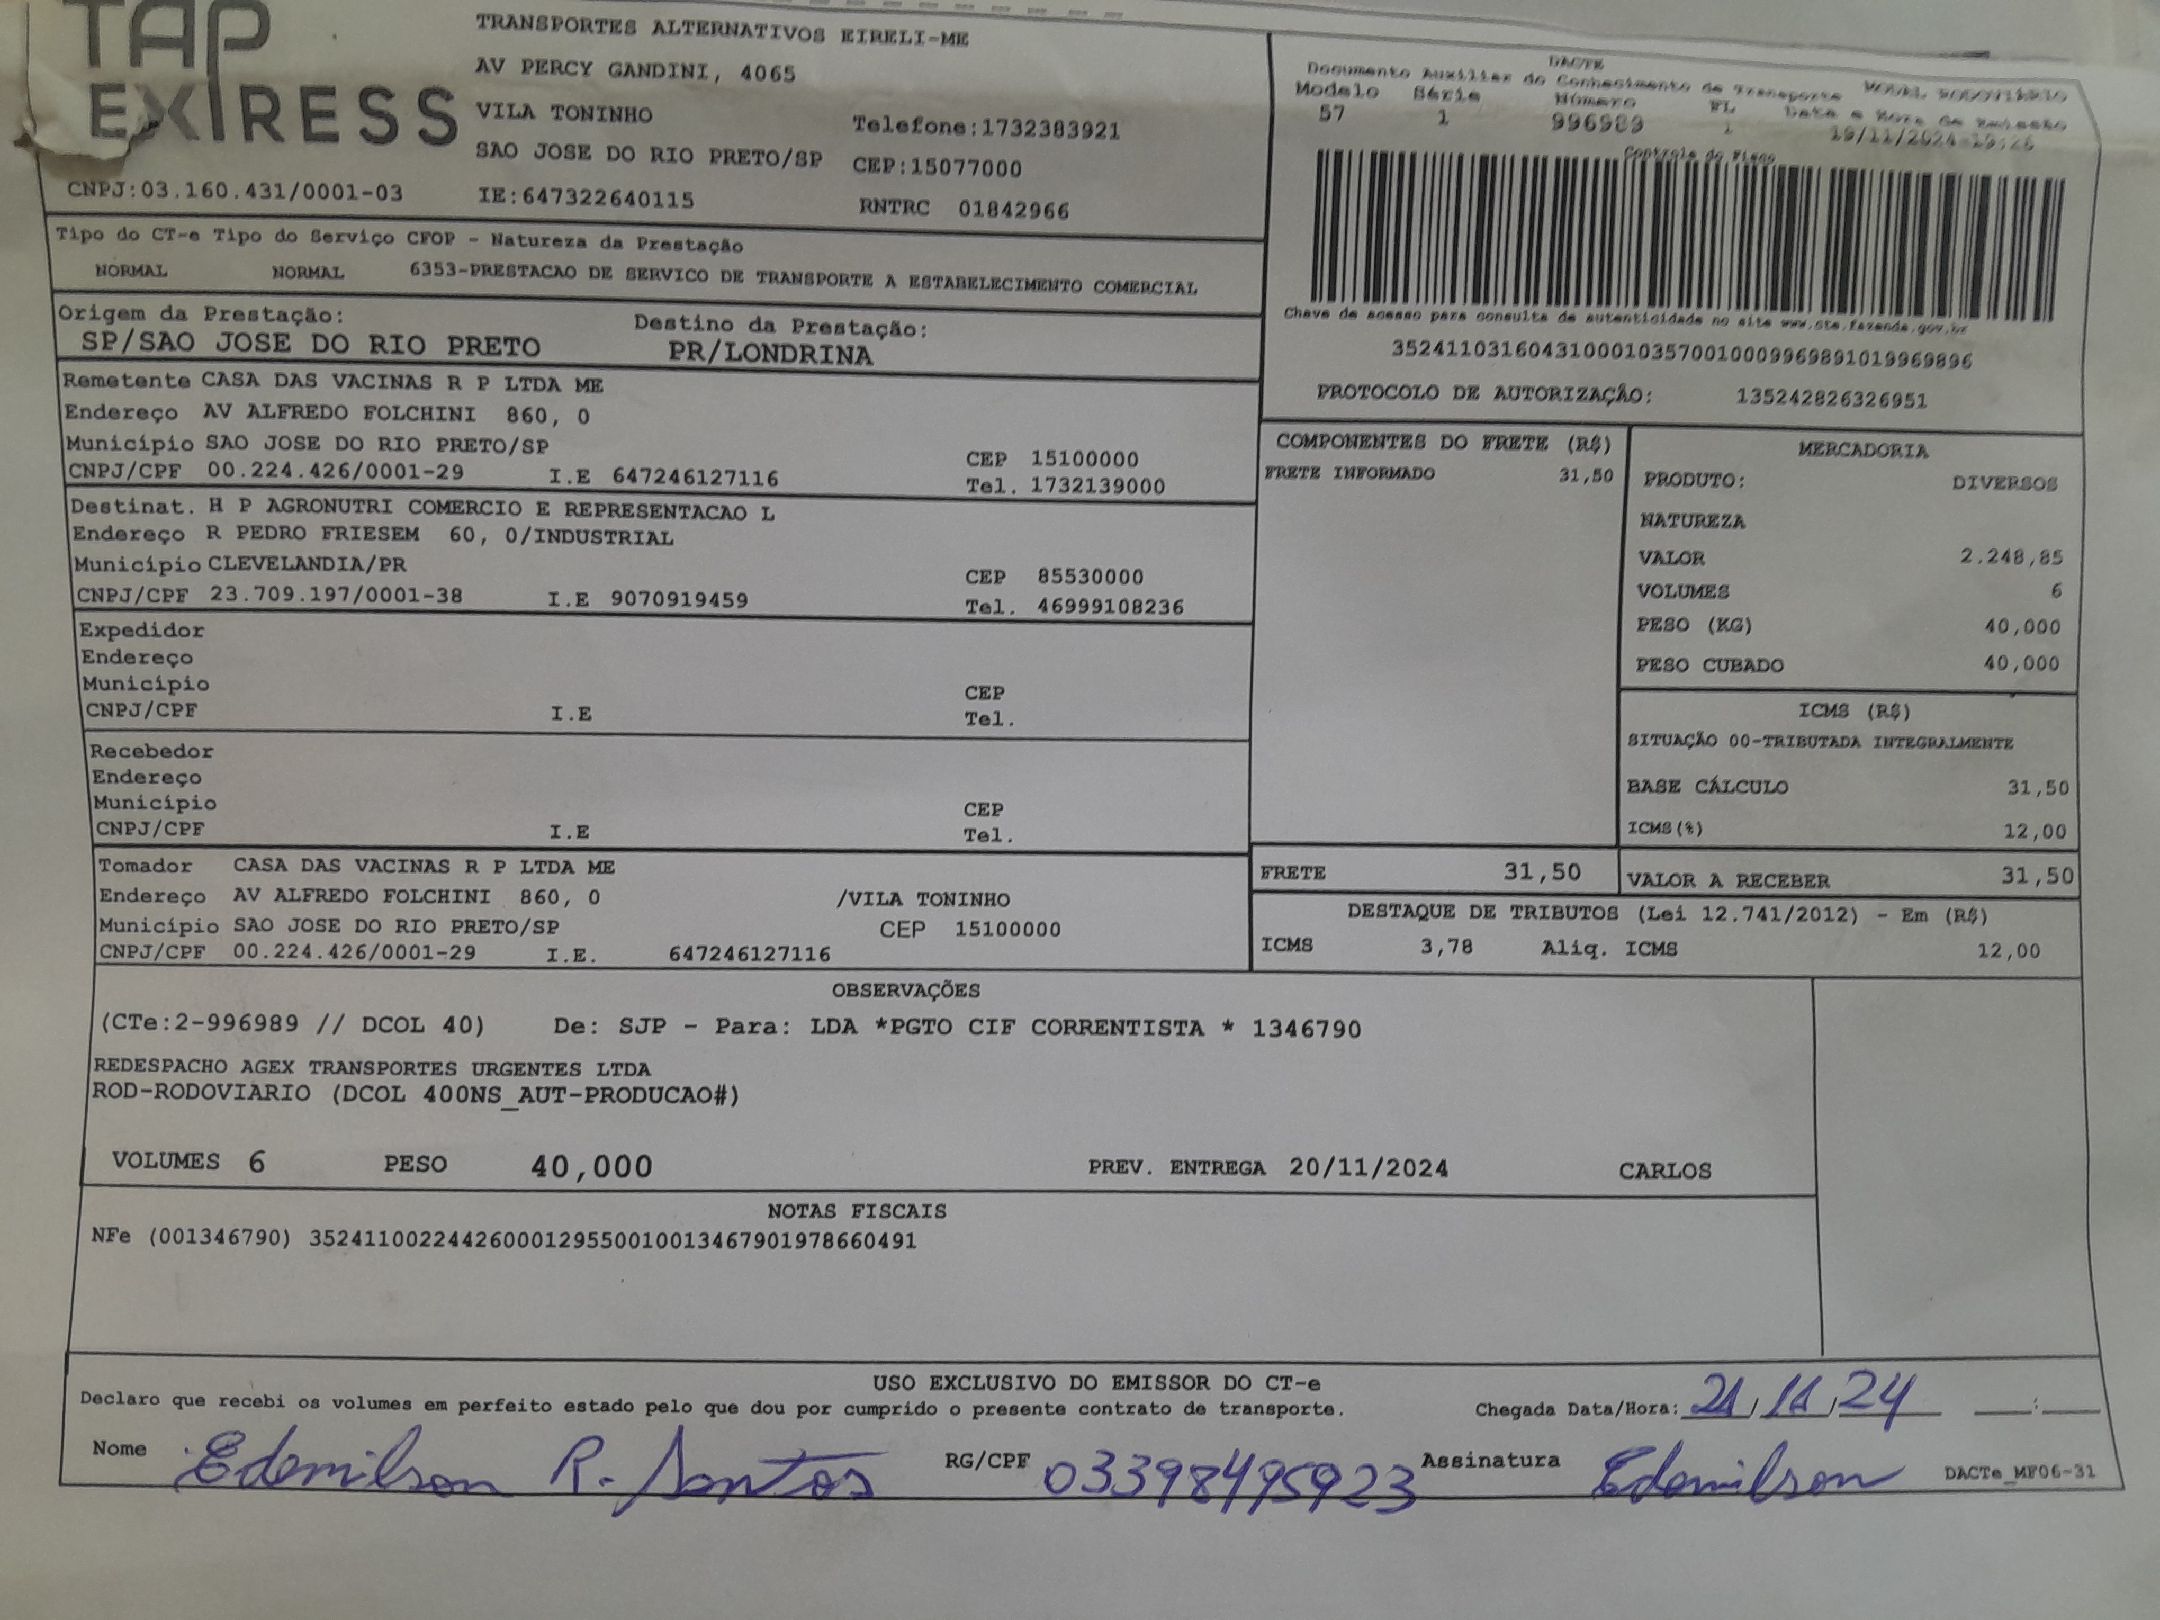 TAP
EXPRESS
TRANSPORTES ALTERNATIVOS EIRELI-ME
AV PERCY GANDINI, 4065
VILA TONINHO
Telefone:1732383921
SAO JOSE DO RIO PRETO/SP CEP:15077000
CNPJ:03.160.431/0001-03 IE:647322640115 RNTRC 01842966
DACTE
Documento Auxiliar do Conhecimento de Transporte MODAL RODOVIÁRIO
Modelo Série Número FL Data e Hora de Emissão
57 1 996989 1 19/11/2024
Controle do Fisco
Chave de acesso para consulta de autenticidade no site www.cte.fazenda.gov.br
35241103160431000103570010009969891019969896
PROTOCOLO DE AUTORIZAÇÃO: 135242826326951
Tipo do CT-e Tipo do Serviço CFOP - Natureza da Prestação
NORMAL NORMAL 6353-PRESTACAO DE SERVICO DE TRANSPORTE A ESTABELECIMENTO COMERCIAL
Origem da Prestação: Destino da Prestação:
SP/SAO JOSE DO RIO PRETO PR/LONDRINA
Remetente CASA DAS VACINAS R P LTDA ME
Endereço AV ALFREDO FOLCHINI 860, 0
Município SAO JOSE DO RIO PRETO/SP CEP 15100000
CNPJ/CPF 00.224.426/0001-29 I.E 647246127116 Tel. 1732139000
Destinat. H P AGRONUTRI COMERCIO E REPRESENTACAO L
Endereço R PEDRO FRIESEM 60, 0/INDUSTRIAL
Município CLEVELANDIA/PR CEP 85530000
CNPJ/CPF 23.709.197/0001-38 I.E 9070919459 Tel. 46999108236
Expedidor
Endereço
Município CEP
CNPJ/CPF I.E Tel.
Recebedor
Endereço
Município CEP
CNPJ/CPF I.E Tel.
Tomador CASA DAS VACINAS R P LTDA ME
Endereço AV ALFREDO FOLCHINI 860, 0 /VILA TONINHO
Município SAO JOSE DO RIO PRETO/SP CEP 15100000
CNPJ/CPF 00.224.426/0001-29 I.E. 647246127116
COMPONENTES DO FRETE (R$)
FRETE INFORMADO 31,50
MERCADORIA
PRODUTO: DIVERSOS
NATUREZA
VALOR 2.248,85
VOLUMES 6
PESO (KG) 40,000
PESO CUBADO 40,000
ICMS (R$)
SITUAÇÃO 00-TRIBUTADA INTEGRALMENTE
BASE CÁLCULO 31,50
ICMS(%) 12,00
FRETE 31,50 VALOR A RECEBER 31,50
DESTAQUE DE TRIBUTOS (Lei 12.741/2012) - Em (R$)
ICMS 3,78 Aliq. ICMS 12,00
OBSERVAÇÕES
(CTe:2-996989 // DCOL 40) De: SJP - Para: LDA *PGTO CIF CORRENTISTA * 1346790
REDESPACHO AGEX TRANSPORTES URGENTES LTDA
ROD-RODOVIARIO (DCOL 400NS_AUT-PRODUCAO#)
VOLUMES 6 PESO 40,000 PREV. ENTREGA 20/11/2024 CARLOS
NOTAS FISCAIS
NFe (001346790) 35241100224426000129550010013467901978660491
USO EXCLUSIVO DO EMISSOR DO CT-e
Declaro que recebi os volumes em perfeito estado pelo que dou por cumprido o presente contrato de transporte. Chegada Data/Hora: 21/11/24 __:__
Nome Edemilson R. Santos RG/CPF 03398495923 Assinatura Edemilson DACTe_MF06-31